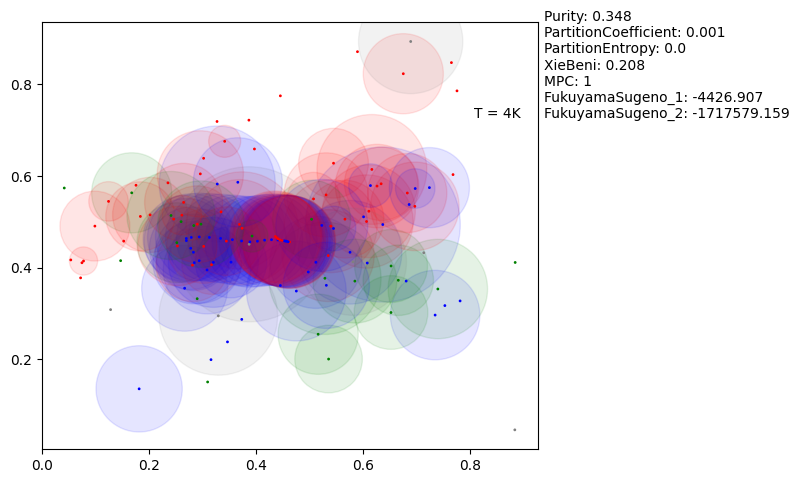 Purity: 0.348
PartitionCoefficient: 0.001
PartitionEntropy: 0.0
XieBeni: 0.208
MPC: 1
FukuyamaSugeno_1: -4426.907
FukuyamaSugeno_2: -1717579.159
T = 4K
0.8
0.6
0.4
0.2
0.0 0.2 0.4 0.6 0.8